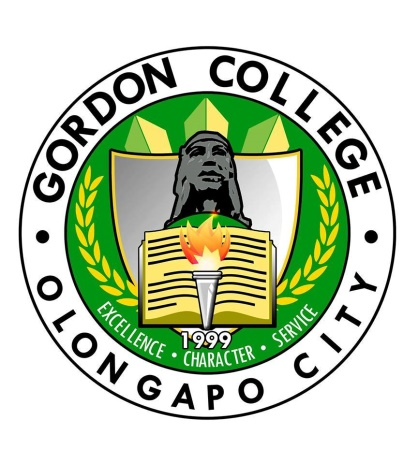 GORDON COLLEGE
1999
EXCELLENCE • CHARACTER • SERVICE
• OLONGAPO CITY •